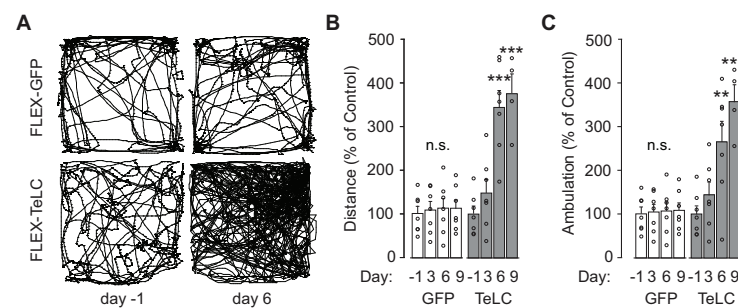 A
FLEX-GFP
FLEX-TeLC
day -1
day 6
B
Distance (% of Control)
500
400
300
200
100
0
n.s.
***
***
Day: -1 3 6 9 -1 3 6 9
GFP TeLC
C
Ambulation (% of Control)
500
400
300
200
100
0
n.s.
**
**
Day: -1 3 6 9 -1 3 6 9
GFP TeLC